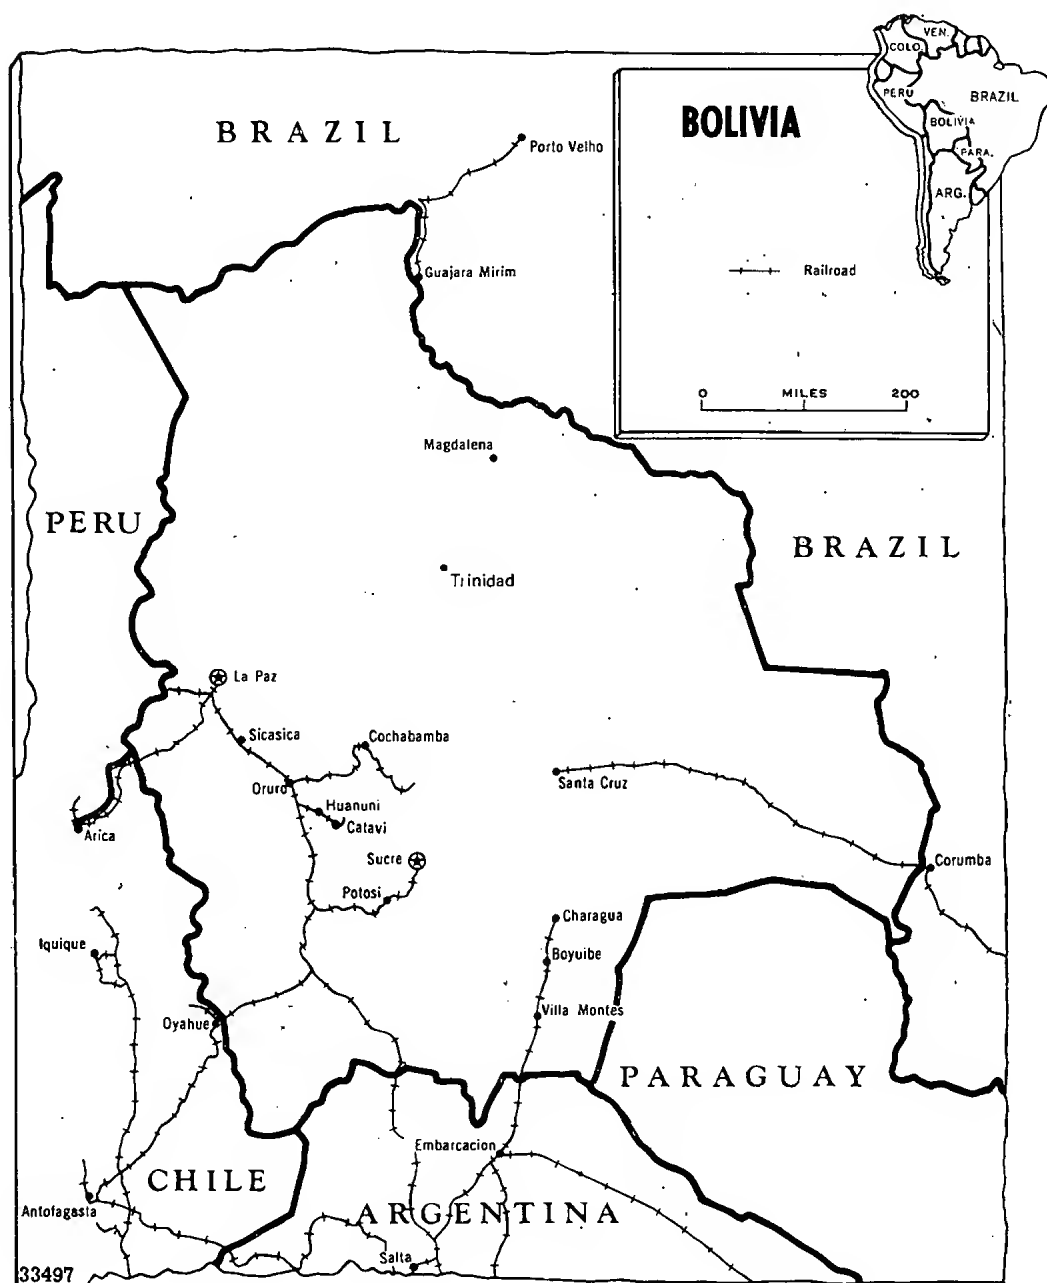 VEN.
COLO.
PERU
BRAZIL
BOLIVIA
PARA.
ARG.
BOLIVIA
Railroad
0 MILES 200
BRAZIL
Porto Velho
Guajara Mirim
Magdalena
PERU
BRAZIL
Trinidad
La Paz
Sicasica
Cochabamba
Oruro
Santa Cruz
Huanuni
Catavi
Arica
Sucre
Corumba
Potosi
Charagua
Iquique
Boyuibe
Villa Montes
Oyahue
PARAGUAY
Embarcacion
CHILE
Antofagasta
ARGENTINA
Salta
33497